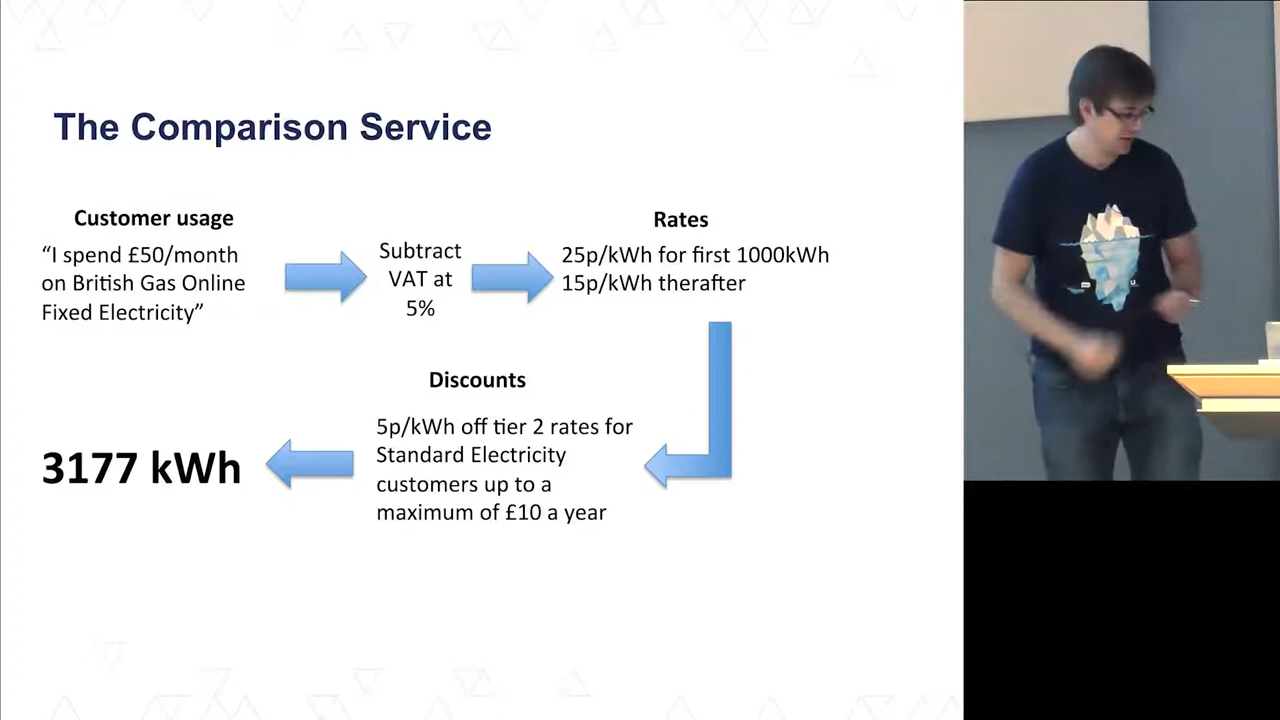 The Comparison Service
Customer usage
“I spend £50/month
on British Gas Online
Fixed Electricity”
Subtract
VAT at
5%
Rates
25p/kWh for first 1000kWh
15p/kWh therafter
Discounts
5p/kWh off tier 2 rates for
Standard Electricity
customers up to a
maximum of £10 a year
3177 kWh